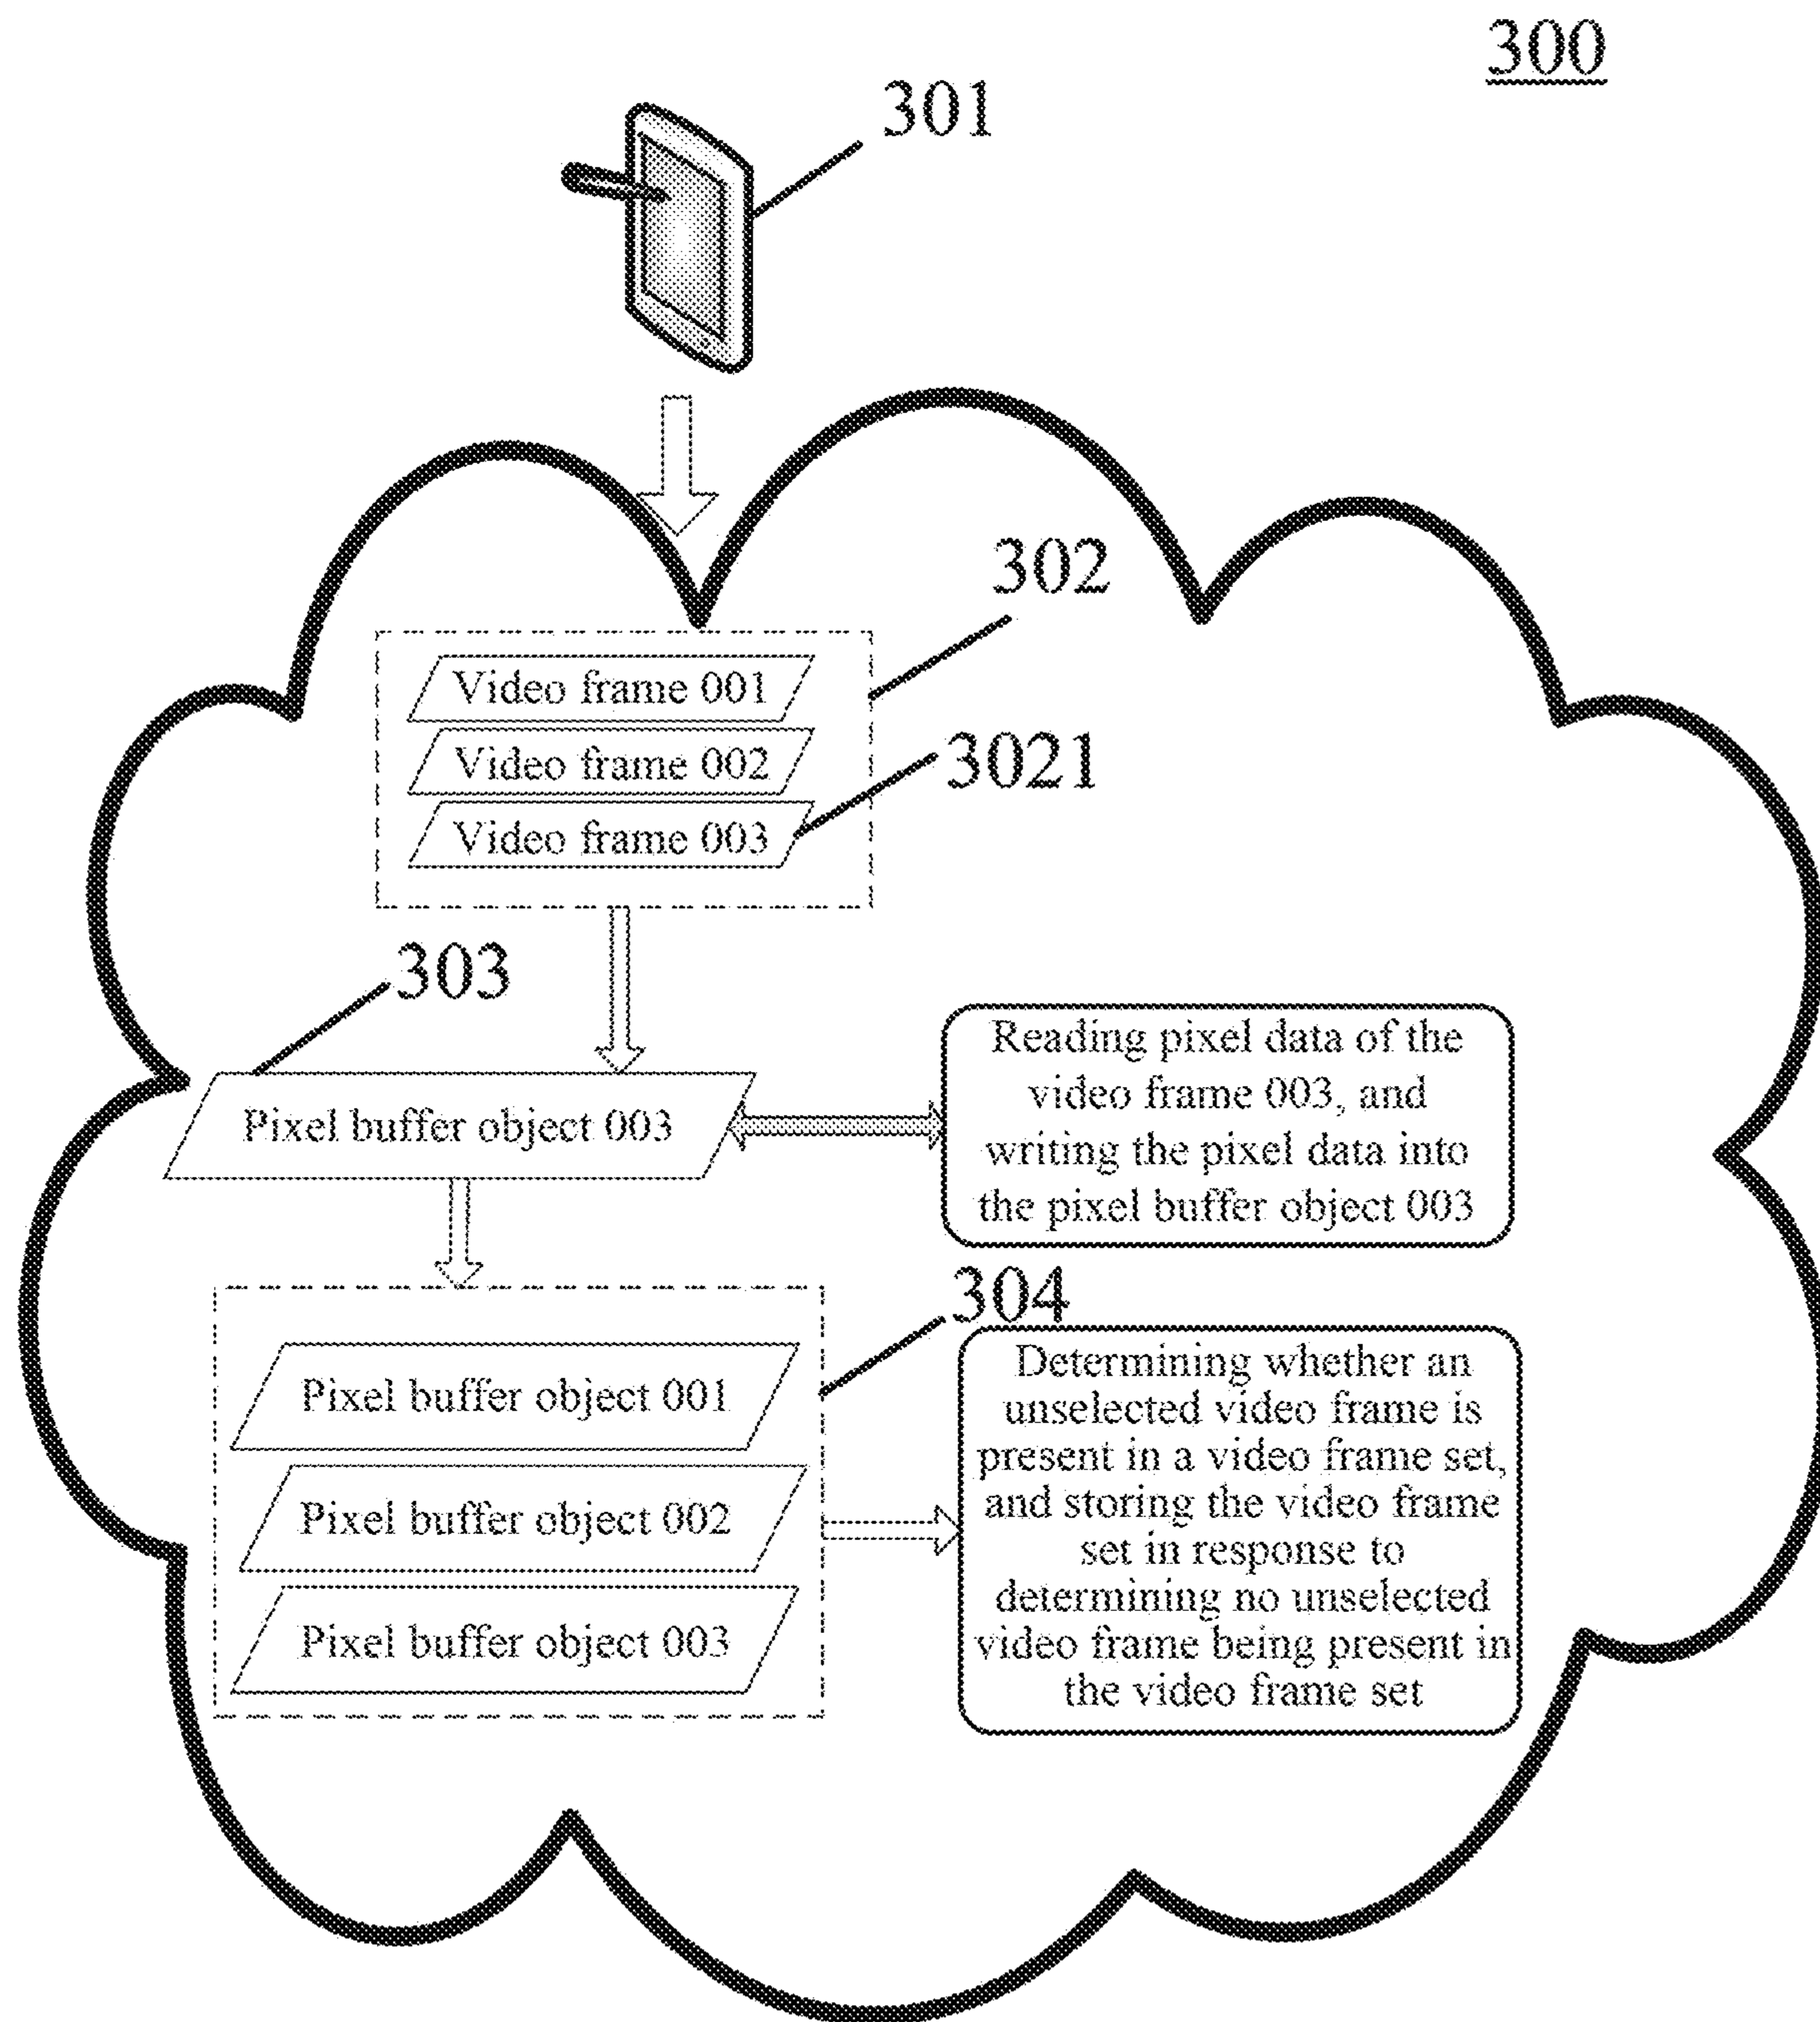 300
301
302
Video frame 001
Video frame 002
3021
Video frame 003
303
Reading pixel data of the
video frame 003, and
writing the pixel data into
the pixel buffer object 003
Pixel buffer object 003
304
Pixel buffer object 001
Pixel buffer object 002
Pixel buffer object 003
Determining whether an
unselected video frame is
present in a video frame set,
and storing the video frame
set in response to
determining no unselected
video frame being present in
the video frame set